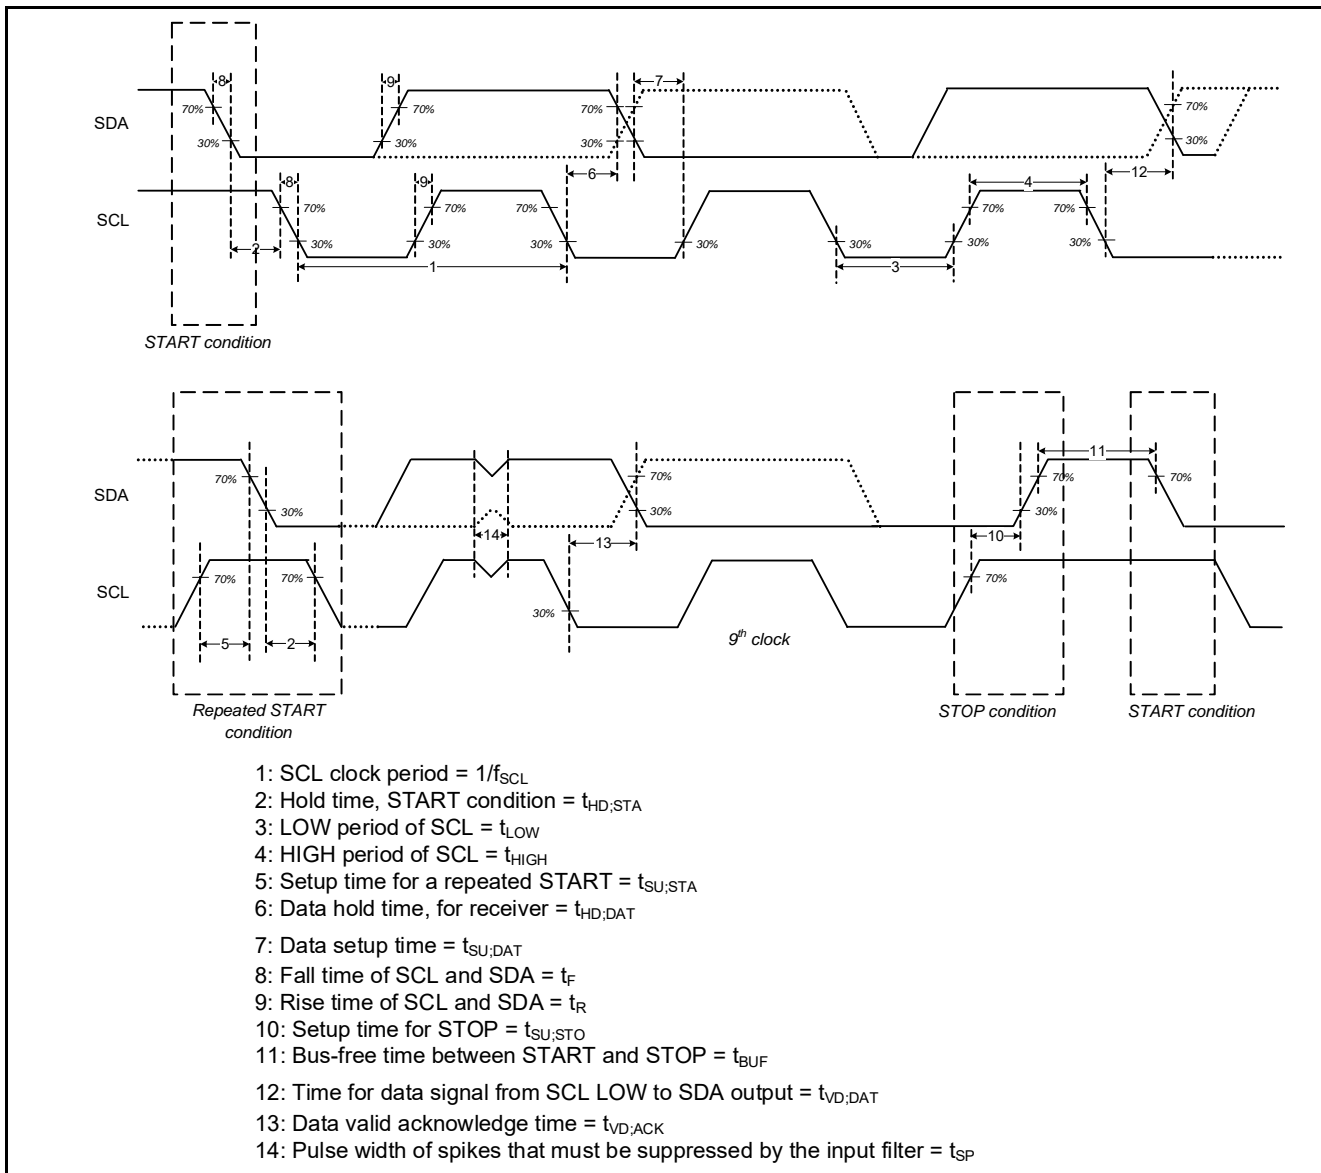 8
9
7
70%
70%
70%
70%
SDA
30%
30%
30%
30%
6
12
8
9
4
70%
70%
70%
70%
70%
SCL
30%
30%
30%
30%
30%
30%
30%
2
1
3
START condition
11
70%
70%
70%
70%
SDA
30%
30%
30%
14
13
10
70%
70%
70%
SCL
30%
5
2
9th clock
Repeated START
condition
STOP condition
START condition
1: SCL clock period = 1/fSCL
2: Hold time, START condition = tHD;STA
3: LOW period of SCL = tLOW
4: HIGH period of SCL = tHIGH
5: Setup time for a repeated START = tSU;STA
6: Data hold time, for receiver = tHD;DAT
7: Data setup time = tSU;DAT
8: Fall time of SCL and SDA = tF
9: Rise time of SCL and SDA = tR
10: Setup time for STOP = tSU;STO
11: Bus-free time between START and STOP = tBUF
12: Time for data signal from SCL LOW to SDA output = tVD;DAT
13: Data valid acknowledge time = tVD;ACK
14: Pulse width of spikes that must be suppressed by the input filter = tSP